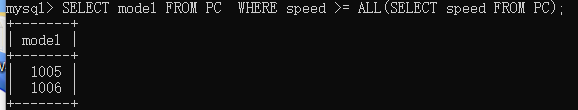 mysql> SELECT model FROM PC  WHERE speed >= ALL(SELECT speed FROM PC);
+-------+
| model |
+-------+
|  1005 |
|  1006 |
+-------+